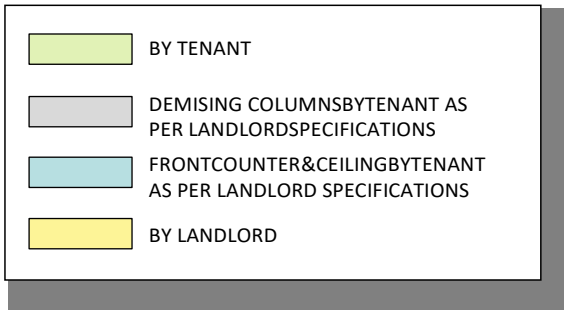 BY TENANT
DEMISING COLUMNSBYTENANT AS
PER LANDLORDSPECIFICATIONS
FRONTCOUNTER&CEILINGBYTENANT
AS PER LANDLORD SPECIFICATIONS
BY LANDLORD